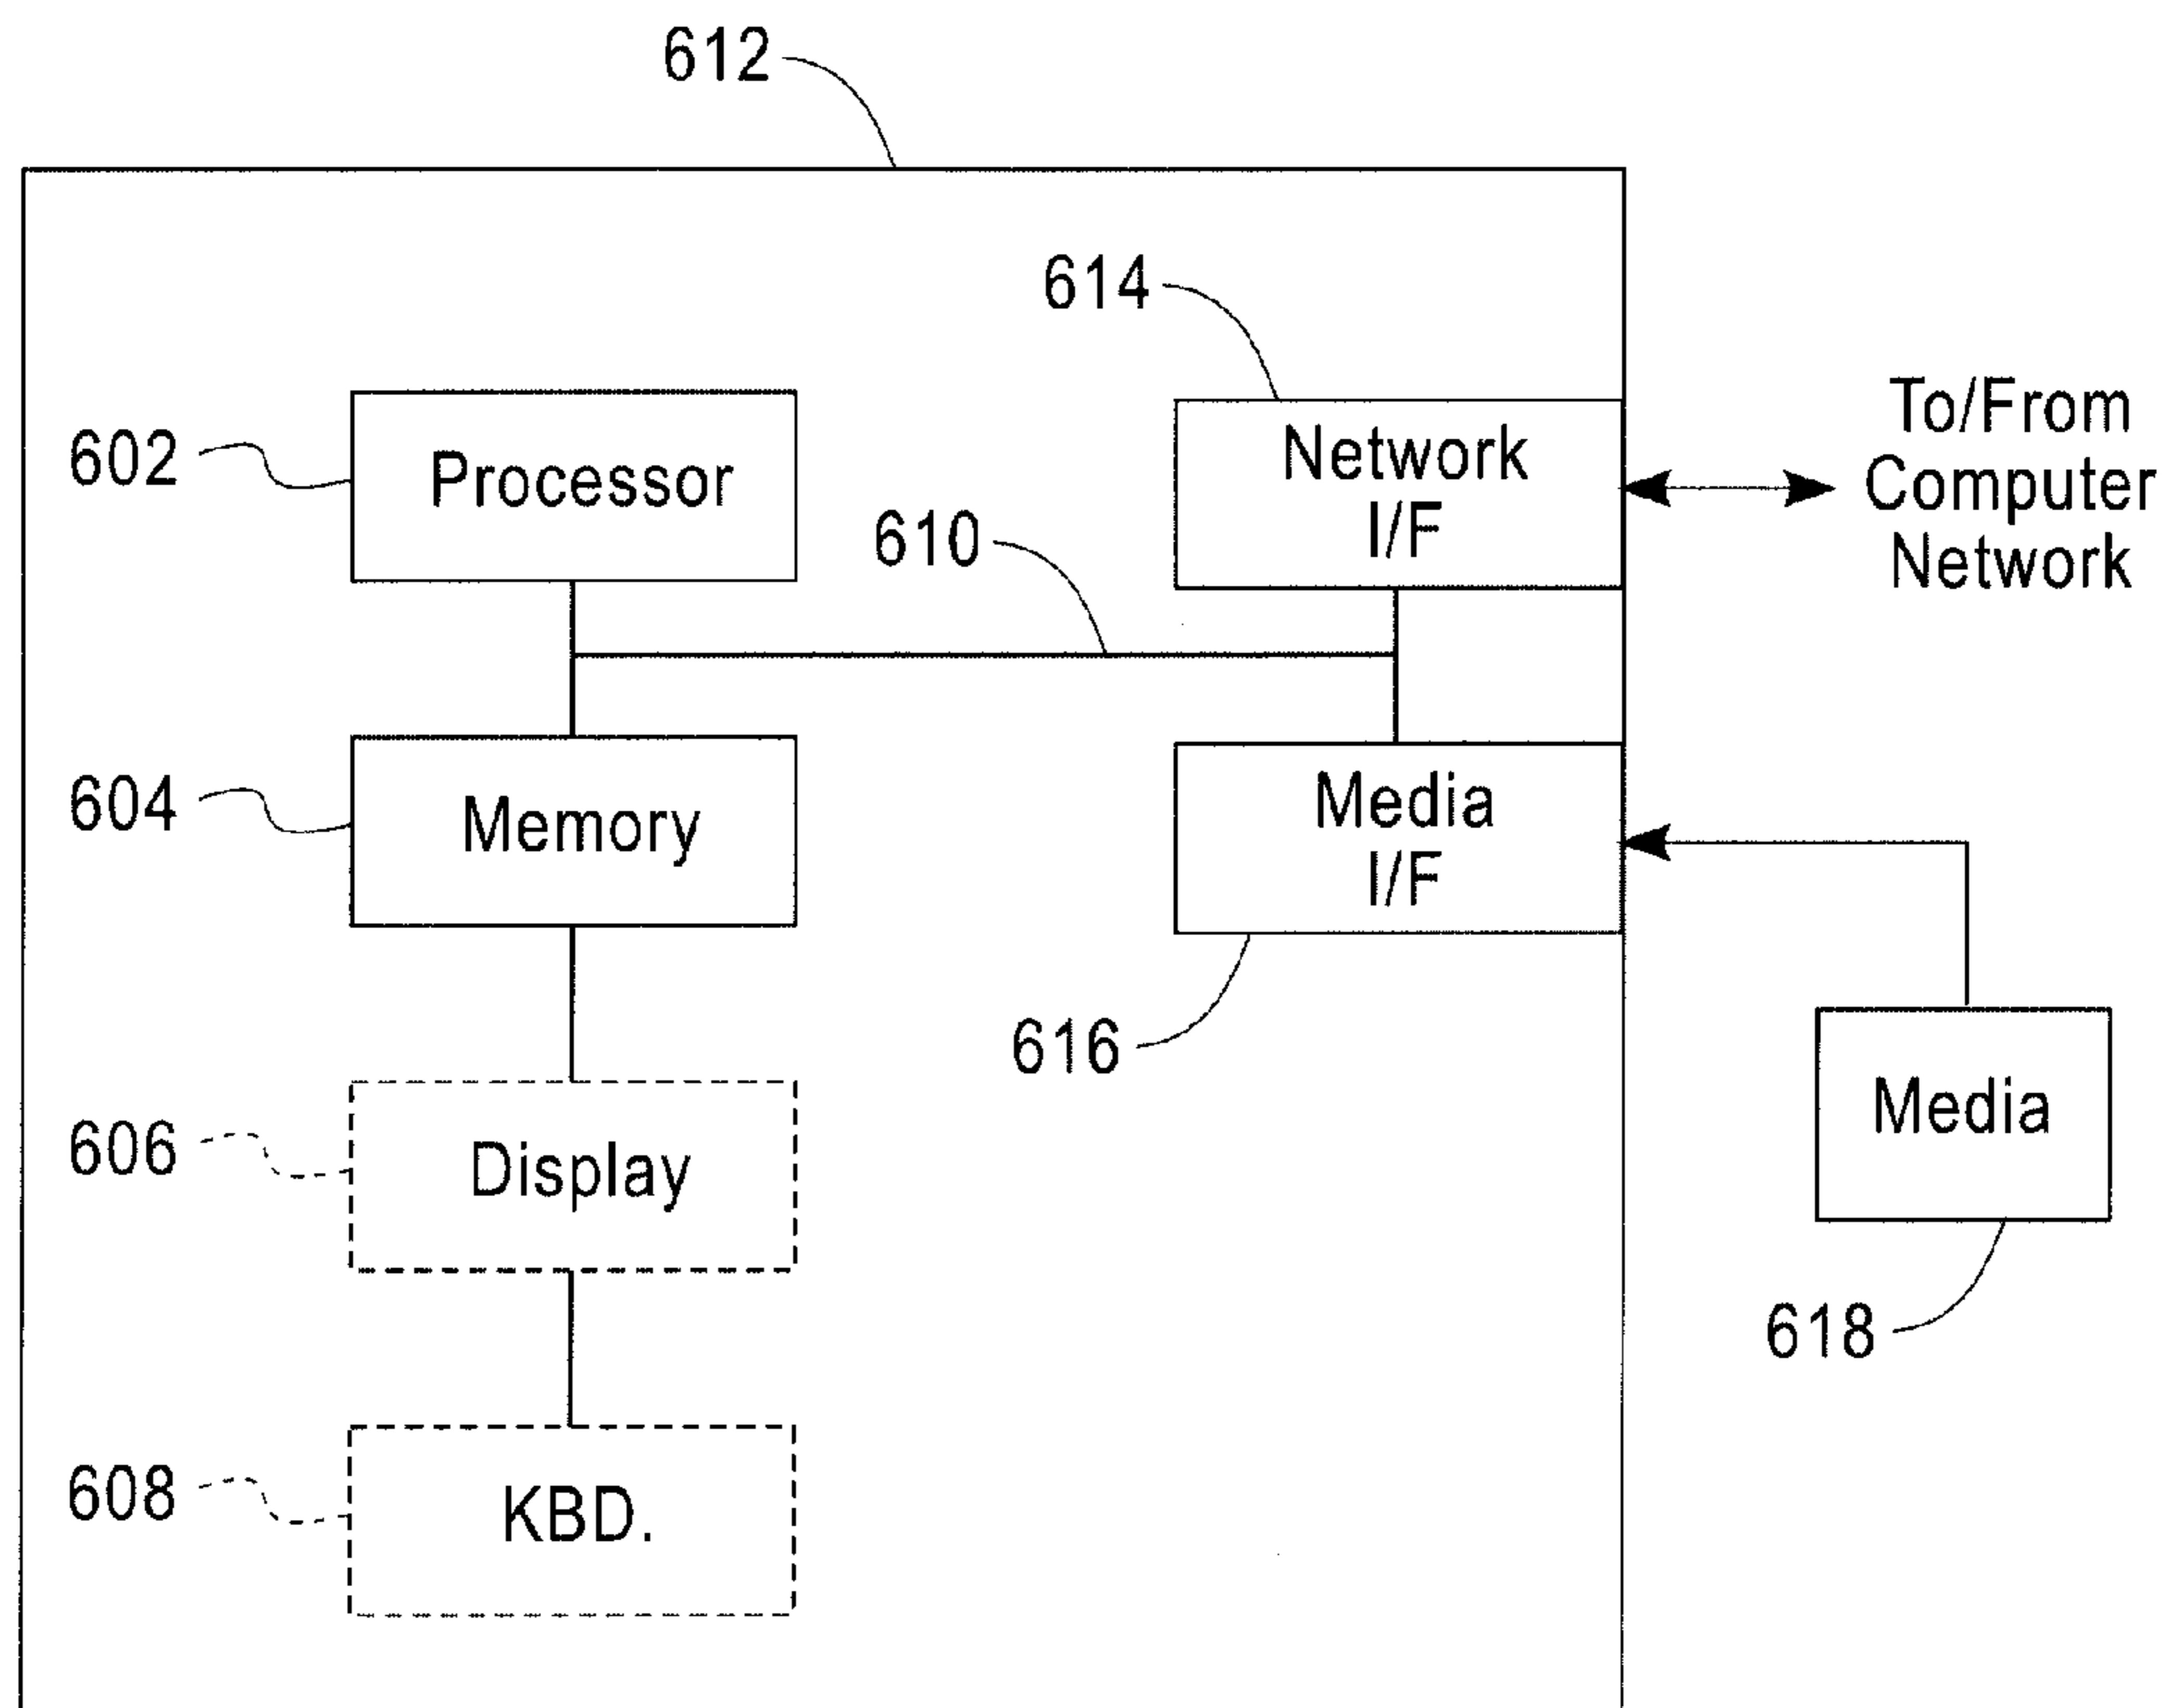 612
614
To/From
Computer
Network
602
Processor
Network
I/F
610
604
Memory
Media
I/F
616
606
Display
Media
618
608
KBD.